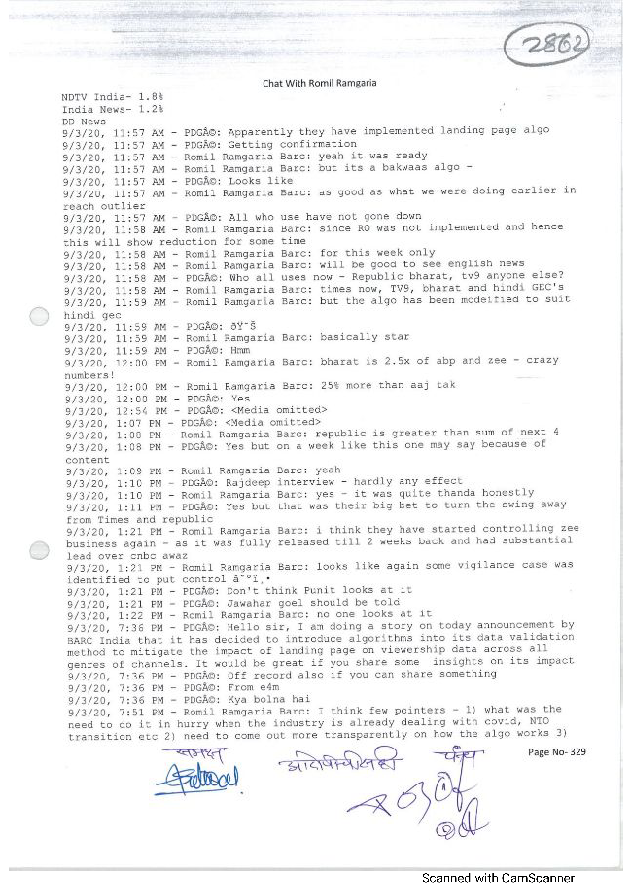 2862
Chat With Romil Ramgaria
NDTV India- 1.8%
India News- 1.2%
DD News
9/3/20, 11:57 AM - PDGÂ©: Apparently they have implemented landing page algo
9/3/20, 11:57 AM - PDGÂ©: Getting confirmation
9/3/20, 11:57 AM - Romil Ramgaria Barc: yeah it was ready
9/3/20, 11:57 AM - Romil Ramgaria Barc: but its a bakwaas algo -
9/3/20, 11:57 AM - PDGÂ©: Looks like
9/3/20, 11:57 AM - Romil Ramgaria Barc: as good as what we were doing earlier in
reach outlier
9/3/20, 11:57 AM - PDGÂ©: All who use have not gone down
9/3/20, 11:58 AM - Romil Ramgaria Barc: since RO was not inplemented and hence
this will show reduction for some time
9/3/20, 11:58 AM - Romil Ramgaria Barc: for this week only
9/3/20, 11:58 AM - Romil Ramgaria Barc: will be good to see english news
9/3/20, 11:58 AM - PDGÂ©: Who all uses now - Republic bharat, tv9 anyone else?
9/3/20, 11:58 AM - Romil Ramgaria Barc: times now, TV9, bharat and hindi GEC's
9/3/20, 11:59 AM - Romil Ramgaria Barc: but the algo has been mcdeified to suit
hindi gec
9/3/20, 11:59 AM - PDGÂ©: ðŸ˜Š
9/3/20, 11:59 AM - Romil Ramgaria Barc: basically star
9/3/20, 11:59 AM - PDGÂ©: Hmm
9/3/20, 12:00 PM - Romil Ramgaria Barc: bharat is 2.5x of abp and zee - crazy
numbers!
9/3/20, 12:00 PM - Romil Ramgaria Barc: 25% more than aaj tak
9/3/20, 12:00 PM - PDGÂ©: Yes
9/3/20, 12:54 PM - PDGÂ©: <Media omitted>
9/3/20, 1:07 PM - PDGÂ©: <Media omitted>
9/3/20, 1:00 PM - Romil Ramgaria Barc: republic is greater than sum of next 4
9/3/20, 1:08 PM - PDGÂ©: Yes but on a week like this one may say because of
content
9/3/20, 1:09 PM - Romil Ramgaria Barc: yeah
9/3/20, 1:10 PM - PDGÂ©: Rajdeep interview - hardly any effect
9/3/20, 1:10 PM - Romil Ramgaria Barc: yes - it was quite thanda honestly
9/3/20, 1:11 PM - PDGÂ©: Yes but that was their big bet to turn the swing away
from Times and republic
9/3/20, 1:21 PM - Romil Ramgaria Barc: i think they have started controlling zee
business again - as it was fully released till 2 weeks back and had substantial
lead over cnbc awaz
9/3/20, 1:21 PM - Romil Ramgaria Barc: looks like again some vigilance case was
identified to put control
9/3/20, 1:21 PM - PDGÂ©: Don't think Punit looks at it
9/3/20, 1:21 PM - PDGÂ©: Jawahar goel should be told
9/3/20, 1:22 PM - Romil Ramgaria Barc: no one looks at it
9/3/20, 7:36 PM - PDGÂ©: Hello sir, I am doing a story on today announcement by
BARC India that it has decided to introduce algorithms into its data validation
method to mitigate the impact of landing page on viewership data across all
genres of channels. It would be great if you share some insights on its impact
9/3/20, 7:36 PM - PDGÂ©: Off record also if you can share something
9/3/20, 7:36 PM - PDGÂ©: From e4m
9/3/20, 7:36 PM - PDGÂ©: Kya bolna hai
9/3/20, 7:51 PM - Romil Ramgaria Barc: I think few pointers - 1) what was the
need to co it in hurry when the industry is already dealing with covid, NTO
transition etc 2) need to come out more transparently on how the algo works 3)
समक्ष
Page No- 329
Scanned with CamScanner